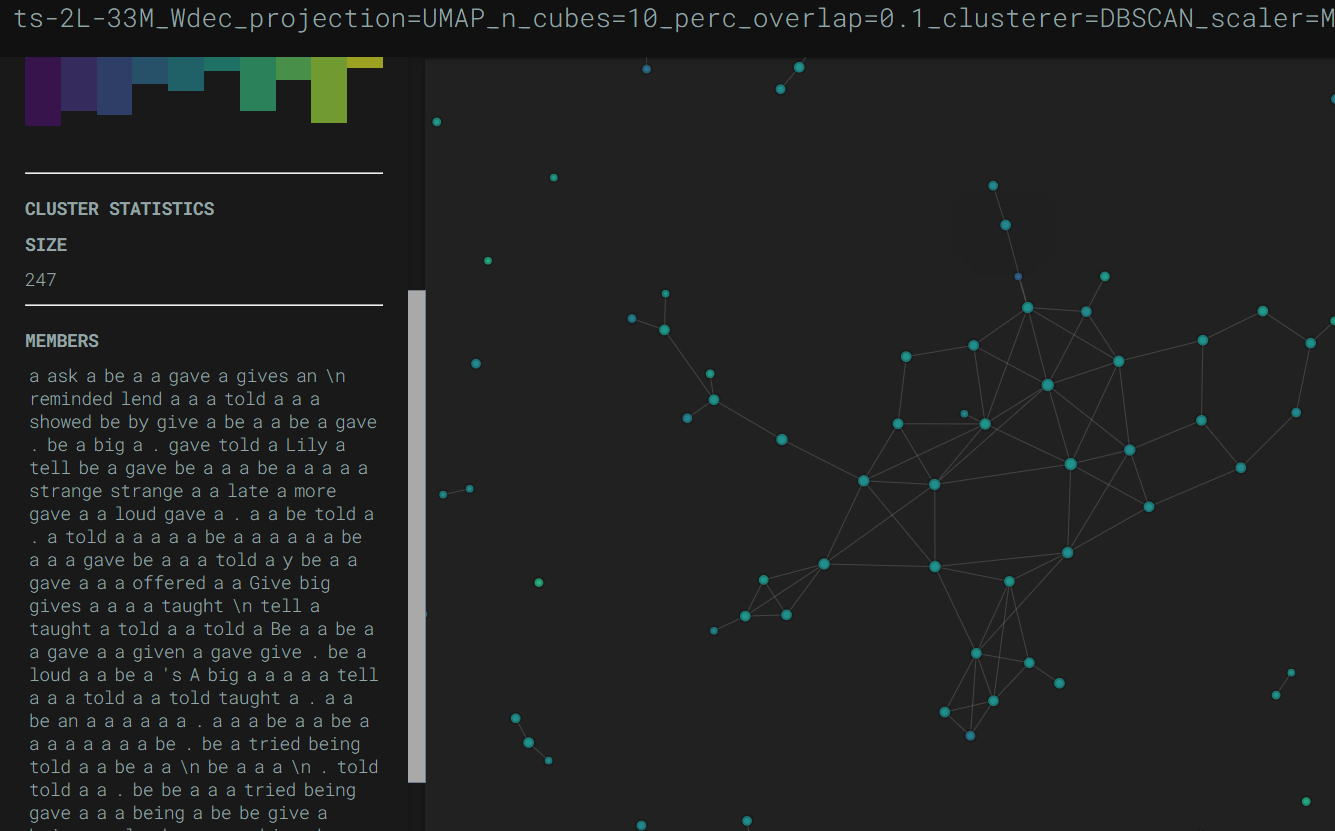 ts-2L-33M_Wdec_projection=UMAP_n_cubes=10_perc_overlap=0.1_clusterer=DBSCAN_scaler=M
CLUSTER STATISTICS
SIZE
247
MEMBERS
a ask a be a a gave a gives an \n
reminded lend a a a told a a a
showed be by give a be a a be a gave
. be a big a . gave told a Lily a
tell be a gave be a a a be a a a a a
strange strange a a late a more
gave a a loud gave a . a a be told a
. a told a a a a a be a a a a a a be
a a a gave be a a a told a y be a a
gave a a a offered a a Give big
gives a a a a taught \n tell a
taught a told a a told a Be a a be a
a gave a a given a gave give . be a
loud a a be a 's A big a a a a a tell
a a a told a a told taught a . a a
be an a a a a a a . a a a be a a be a
a a a a a a a be . be a tried being
told a a be a a \n be a a a \n . told
told a a . be be a a a tried being
gave a a a being a be be give a